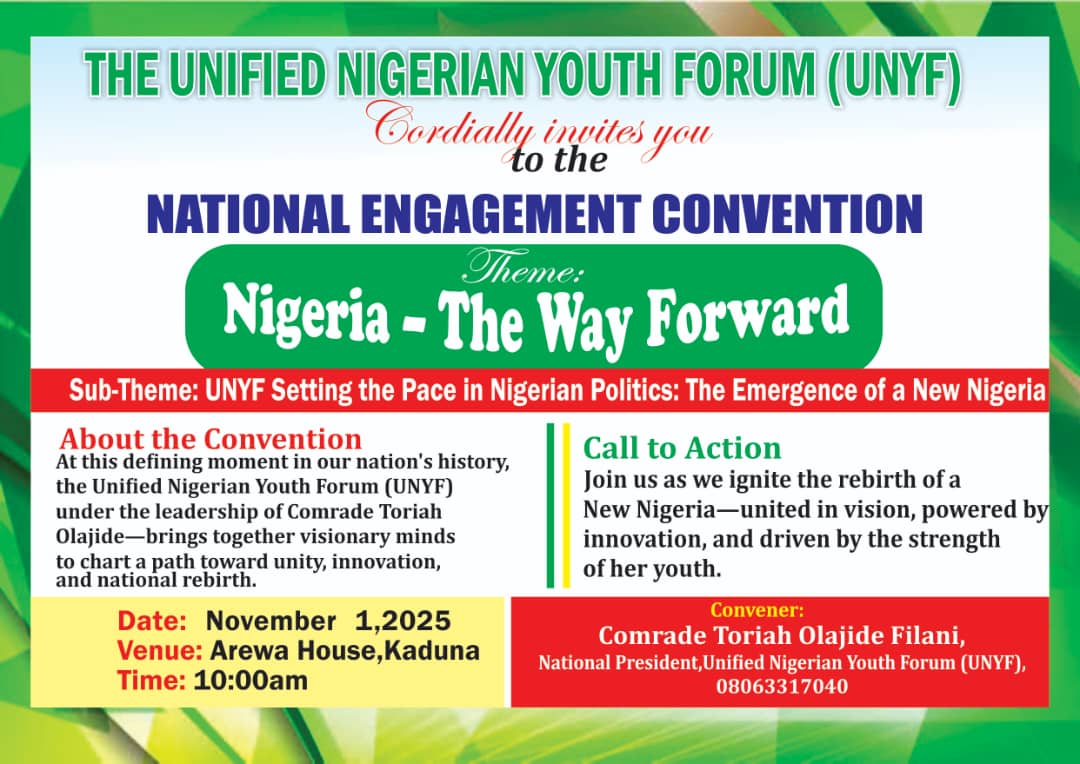 THE UNIFIED NIGERIAN YOUTH FORUM (UNYF)
Cordially invites you
to the
NATIONAL ENGAGEMENT CONVENTION
Theme:
Nigeria - The Way Forward
Sub-Theme: UNYF Setting the Pace in Nigerian Politics: The Emergence of a New Nigeria
About the Convention
At this defining moment in our nation's history,
the Unified Nigerian Youth Forum (UNYF)
under the leadership of Comrade Toriah
Olajide—brings together visionary minds
to chart a path toward unity, innovation,
and national rebirth.
Call to Action
Join us as we ignite the rebirth of a
New Nigeria—united in vision, powered by
innovation, and driven by the strength
of her youth.
Date: November 1,2025
Venue: Arewa House,Kaduna
Time: 10:00am
Convener:
Comrade Toriah Olajide Filani,
National President,Unified Nigerian Youth Forum (UNYF),
08063317040